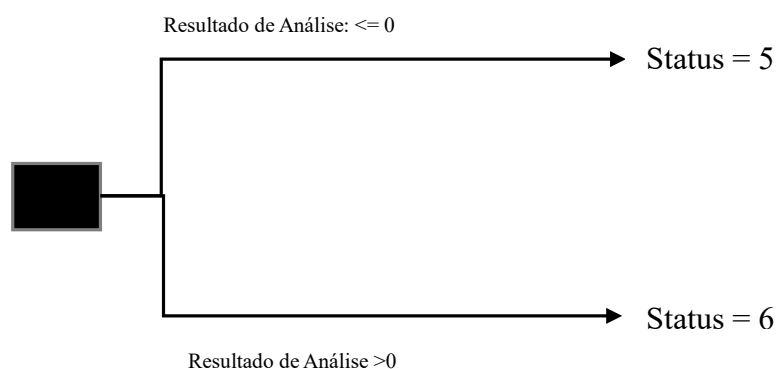 Resultado de Análise: <= 0
Status = 5
Status = 6
Resultado de Análise >0